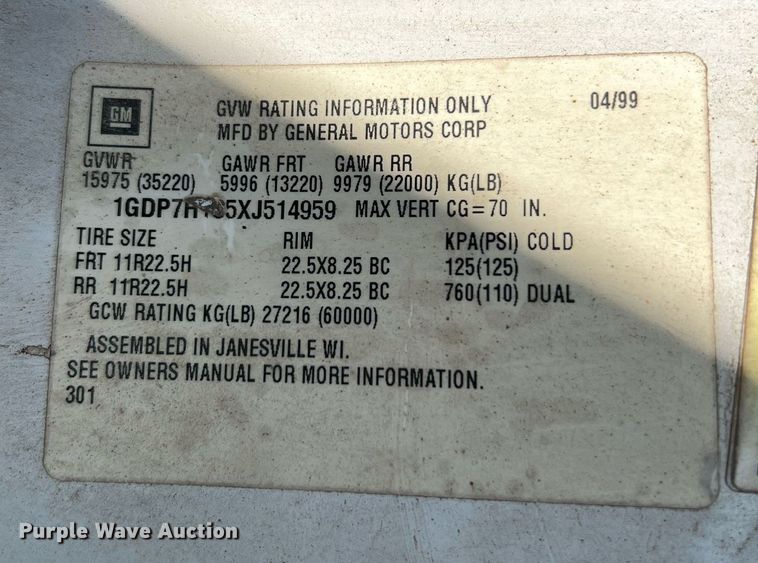 GM
GVW RATING INFORMATION ONLY 04/99
MFD BY GENERAL MOTORS CORP
GVWR GAWR FRT GAWR RR
15975 (35220) 5996 (13220) 9979 (22000) KG(LB)
MAX VERT CG=70 IN.
TIRE SIZE RIM KPA(PSI) COLD
FRT 11R22.5H 22.5X8.25 BC 125(125)
RR 11R22.5H 22.5X8.25 BC 760(110) DUAL
GCW RATING KG(LB) 27216 (60000)
ASSEMBLED IN JANESVILLE WI.
SEE OWNERS MANUAL FOR MORE INFORMATION.
301
Purple Wave Auction